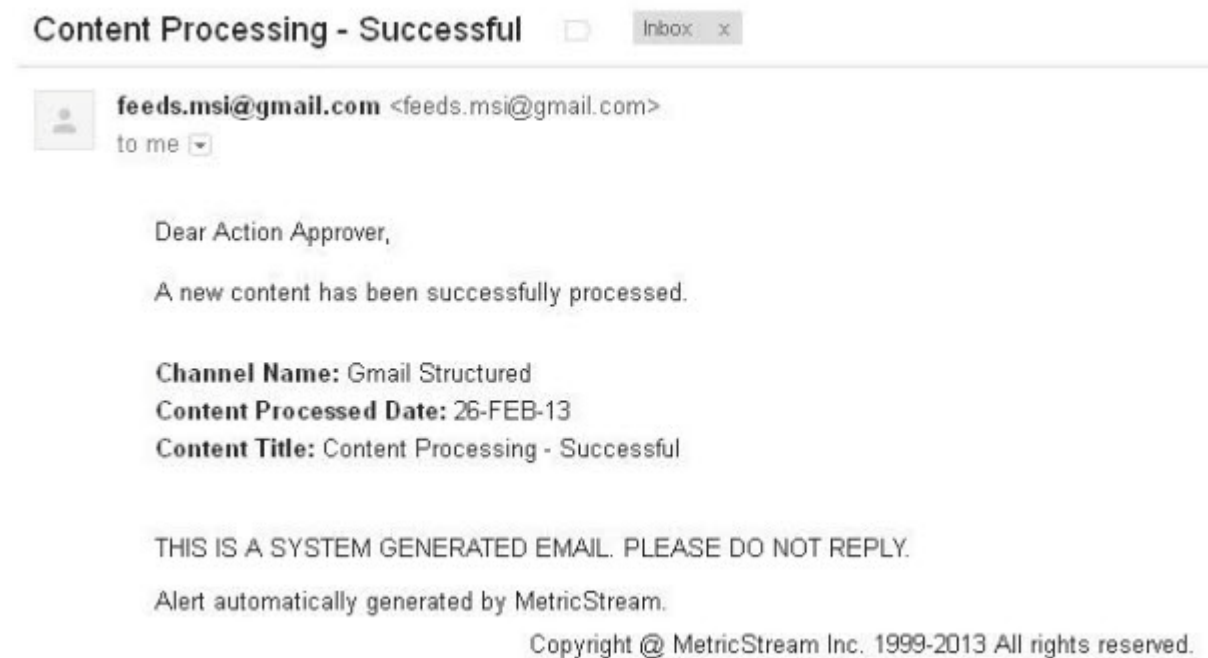 Content Processing - Successful
Inbox x
feeds.msi@gmail.com <feeds.msi@gmail.com>
to me
Dear Action Approver,
A new content has been successfully processed.
Channel Name: Gmail Structured
Content Processed Date: 26-FEB-13
Content Title: Content Processing - Successful
THIS IS A SYSTEM GENERATED EMAIL. PLEASE DO NOT REPLY.
Alert automatically generated by MetricStream.
Copyright @ MetricStream Inc. 1999-2013 All rights reserved.